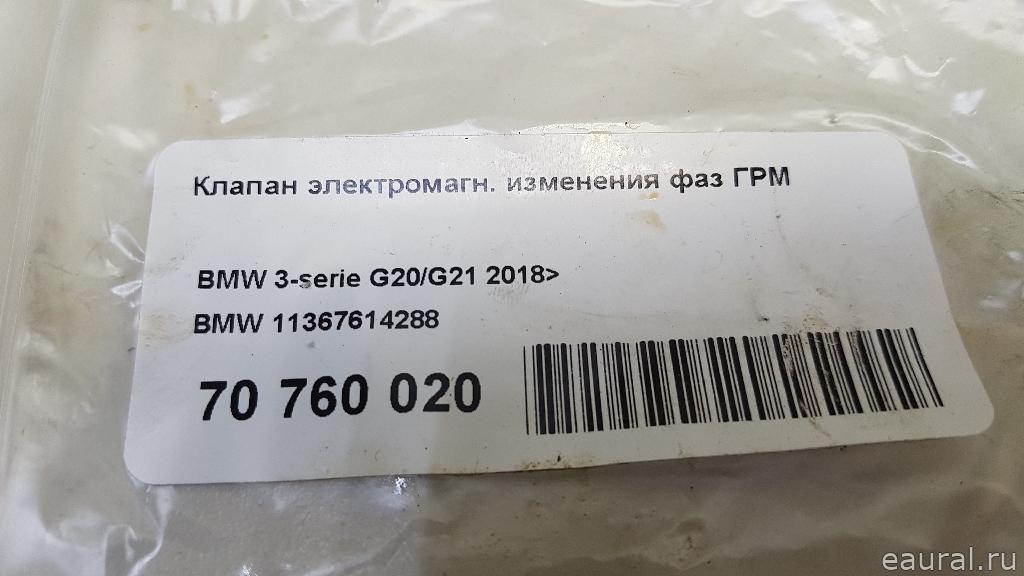 Клапан электромагн. изменения фаз ГРМ
BMW 3-serie G20/G21 2018>
BMW 11367614288
70 760 020
eaural.ru